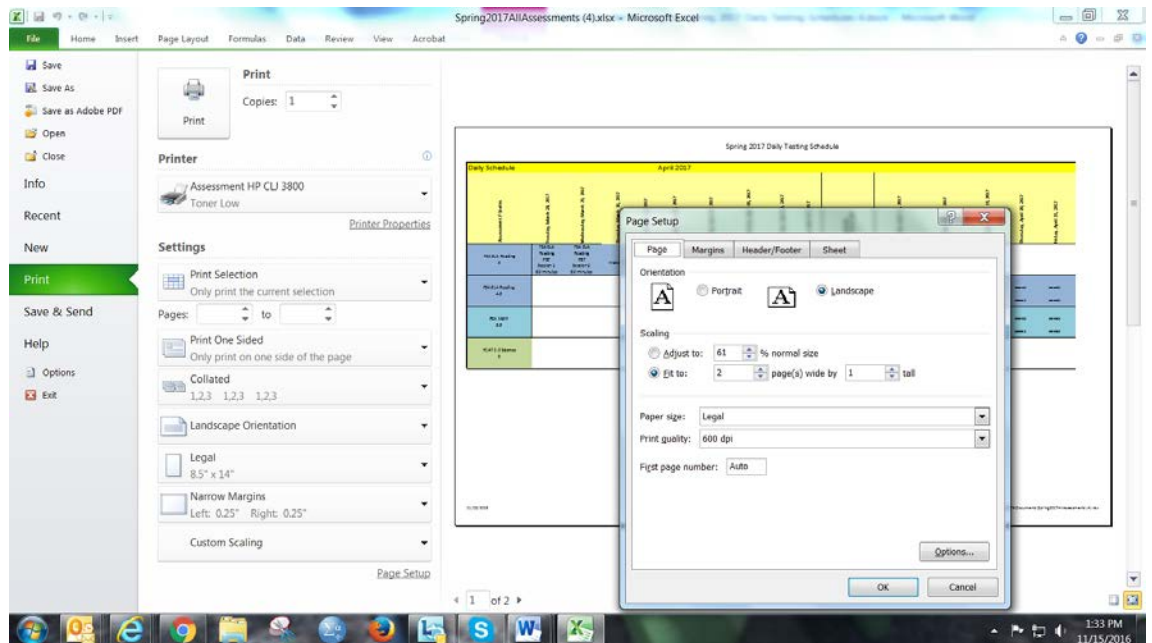 Spring2017AllAssessments (4).xlsx - Microsoft Excel
File Home Insert Page Layout Formulas Data Review View Acrobat
Save
Save As
Save as Adobe PDF
Open
Close
Info
Recent
New
Print
Save & Send
Help
Options
Exit
Print
Copies: 1
Print
Printer
Assessment HP CLJ 3800
Toner Low
Printer Properties
Settings
Print Selection
Only print the current selection
Pages: to
Print One Sided
Only print on one side of the page
Collated
1,2,3 1,2,3 1,2,3
Landscape Orientation
Legal
8.5" x 14"
Narrow Margins
Left: 0.25" Right: 0.25"
Custom Scaling
Page Setup
Spring 2017 Daily Testing Schedule
Daily Schedule April 2017
1 of 2
Page Setup
Page Margins Header/Footer Sheet
Orientation
A Portrait A Landscape
Scaling
Adjust to: 61 % normal size
Fit to: 2 page(s) wide by 1 tall
Paper size: Legal
Print quality: 600 dpi
First page number: Auto
Options...
OK Cancel
1:33 PM
11/15/2016